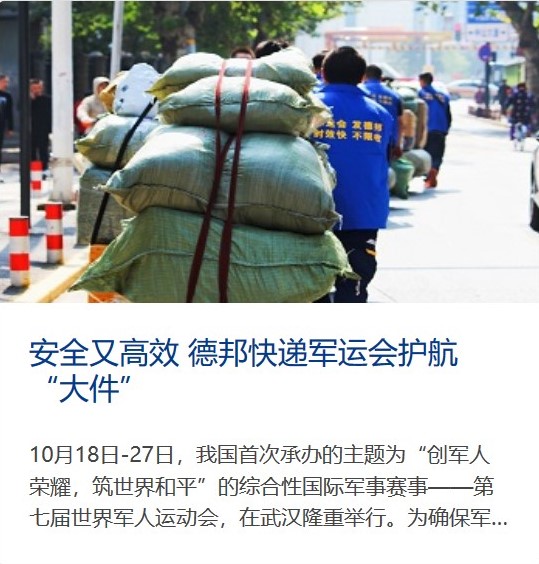 安全又高效 德邦快递军运会护航
“大件”
10月18日-27日，我国首次承办的主题为“创军人
荣耀，筑世界和平”的综合性国际军事赛事——第
七届世界军人运动会，在武汉隆重举行。为确保军...